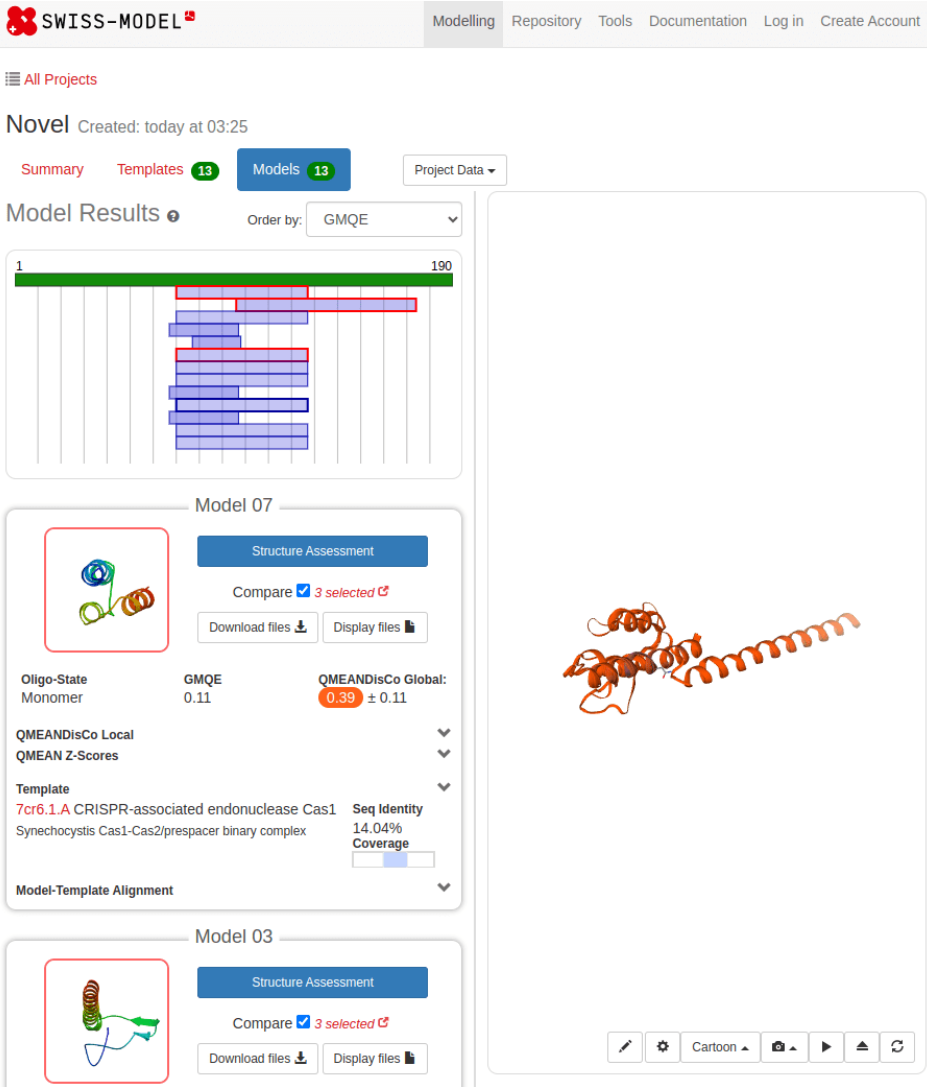 SWISS-MODEL
Modelling Repository Tools Documentation Log in Create Account
All Projects
Novel Created: today at 03:25
Summary Templates 13 Models 13 Project Data
Model Results
Order by: GMQE
1 190
Model 07
Structure Assessment
Compare 3 selected
Download files Display files
Oligo-State GMQE QMEANDisCo Global:
Monomer 0.11 0.39 ± 0.11
QMEANDisCo Local
QMEAN Z-Scores
Template
7cr6.1.A CRISPR-associated endonuclease Cas1 Seq Identity
Synechocystis Cas1-Cas2/prespacer binary complex 14.04%
Coverage
Model-Template Alignment
Model 03
Structure Assessment
Compare 3 selected
Download files Display files
Cartoon